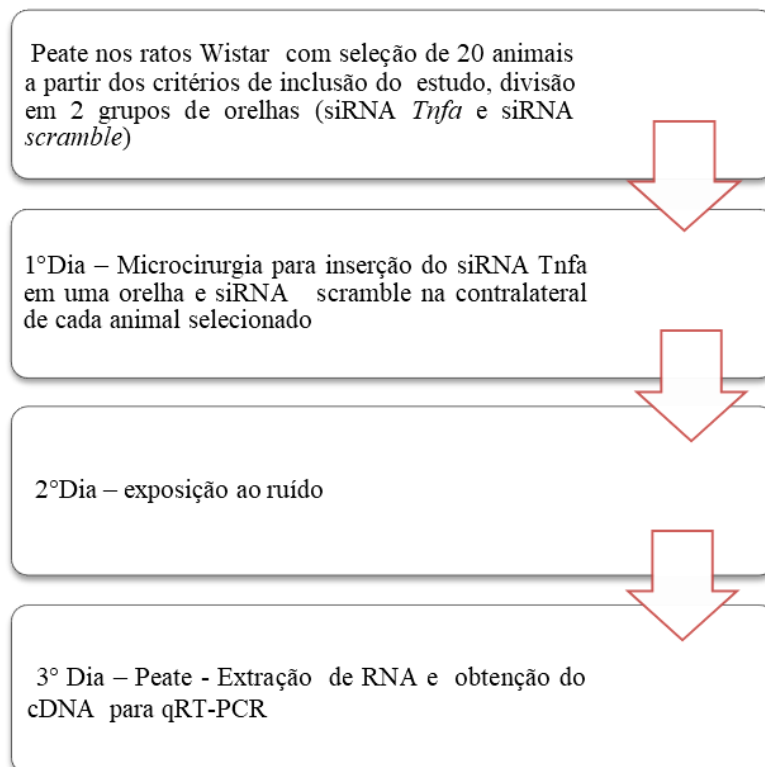 Peate nos ratos Wistar com seleção de 20 animais
a partir dos critérios de inclusão do estudo, divisão
em 2 grupos de orelhas (siRNA Tnfa e siRNA
scramble)
1°Dia – Microcirurgia para inserção do siRNA Tnfa
em uma orelha e siRNA scramble na contralateral
de cada animal selecionado
2°Dia – exposição ao ruído
3° Dia – Peate - Extração de RNA e obtenção do
cDNA para qRT-PCR